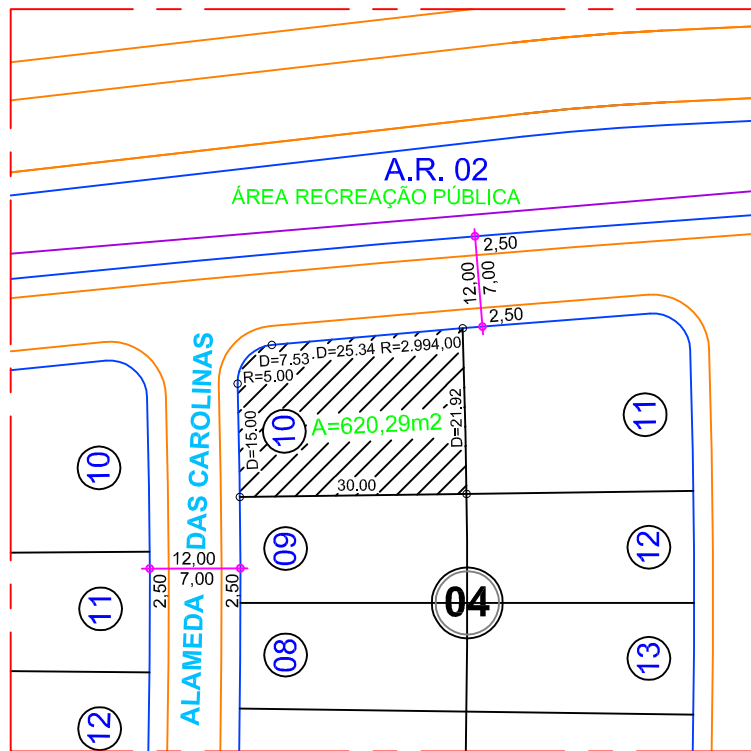 A.R. 02
ÁREA RECREAÇÃO PÚBLICA
2,50
12,00
7,00
2,50
D=7.53
D=25.34
R=2.994,00
R=5.00
D=15.00
10
A=620,29m2
D=21.92
30.00
11
10
09
12
12,00
7,00
2,50
2,50
11
04
08
13
12
ALAMEDA DAS CAROLINAS